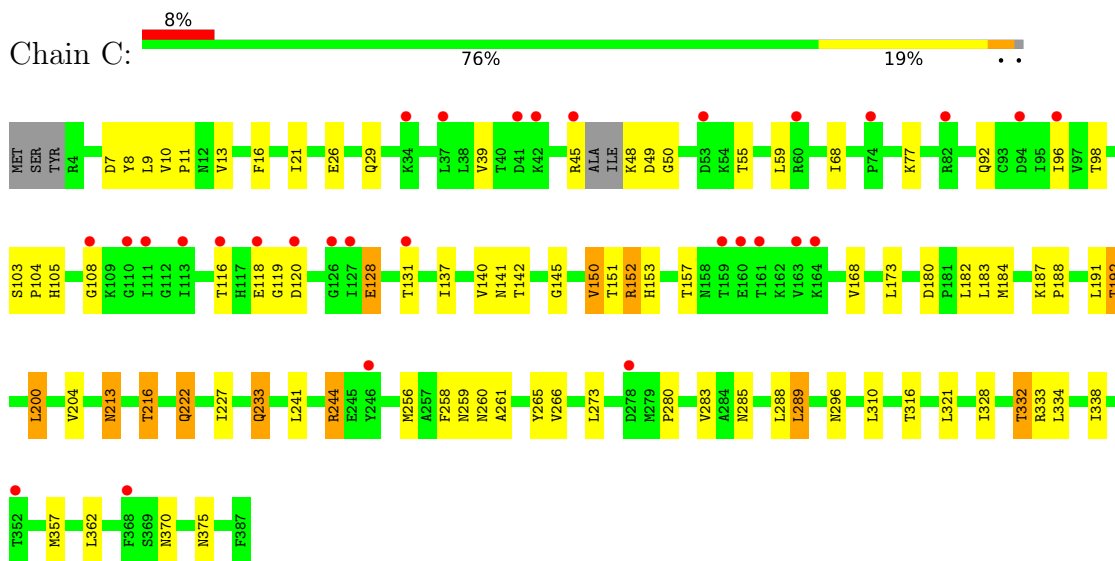 8%
Chain C:
76% 19% • •
MET SER TYR R4 D7 Y8 L9 V10 P11 N12 V13 F16 I21 E26 Q29 K34 L37 L38 V39 T40 D41 K42 R45 ALA ILE K48 D49 G50 D53 K54 T55 L59 R60 I68 P74 K77 R82 Q92 C93 D94 I95 I96 V97 T98
S103 P104 H105 G108 K109 G110 I111 G112 I113 T116 H117 E118 G119 D120 G126 I127 E128 T131 I137 V140 N141 T142 G145 V150 T151 R152 H153 T157 N158 T159 E160 T161 K162 V163 K164 V168 L173 D180 P181 L182 L183 M184 K187 P188 L191 T192
L200 V204 N213 T216 Q222 I227 Q233 L241 R244 E245 Y246 M256 A257 F258 N259 N260 A261 Y265 V266 L273 D278 M279 P280 V283 A284 N285 L288 L289 N296 L310 T316 L321 I328 T332 R333 L334 I338
T352 M357 L362 F368 S369 N370 N375 F387